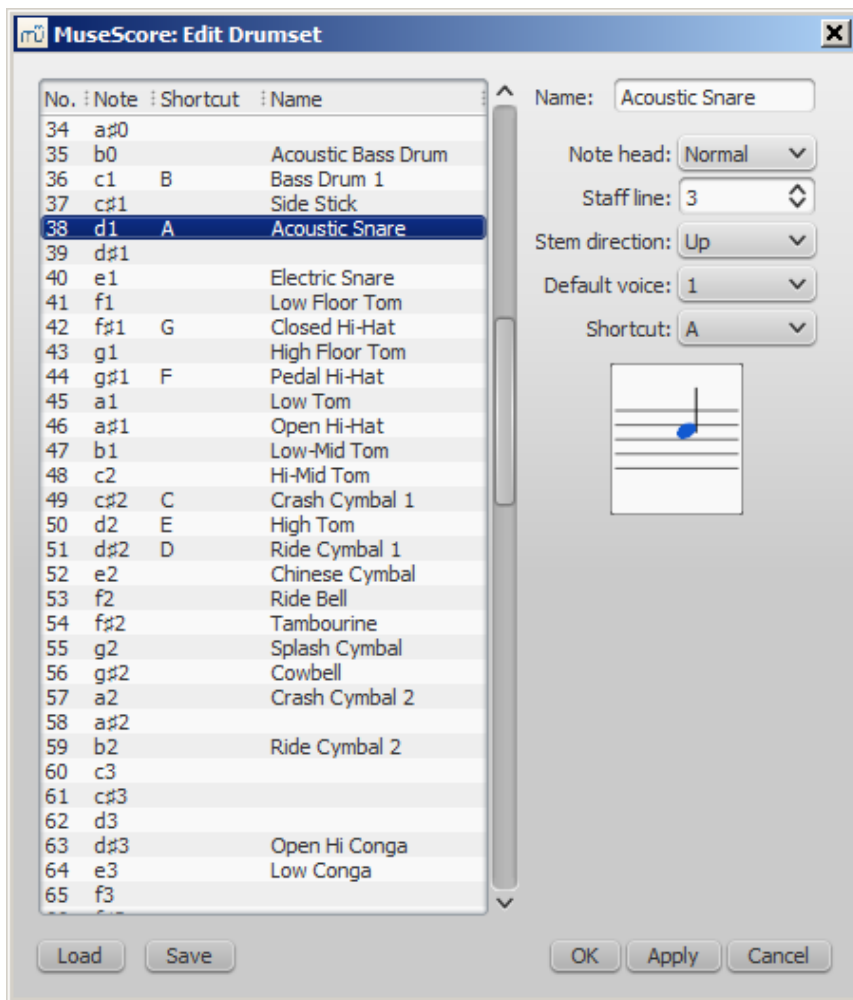 MuseScore: Edit Drumset
No. Note Shortcut Name
34 a♯0
35 b0 Acoustic Bass Drum
36 c1 B Bass Drum 1
37 c♯1 Side Stick
38 d1 A Acoustic Snare
39 d♯1
40 e1 Electric Snare
41 f1 Low Floor Tom
42 f♯1 G Closed Hi-Hat
43 g1 High Floor Tom
44 g♯1 F Pedal Hi-Hat
45 a1 Low Tom
46 a♯1 Open Hi-Hat
47 b1 Low-Mid Tom
48 c2 Hi-Mid Tom
49 c♯2 C Crash Cymbal 1
50 d2 E High Tom
51 d♯2 D Ride Cymbal 1
52 e2 Chinese Cymbal
53 f2 Ride Bell
54 f♯2 Tambourine
55 g2 Splash Cymbal
56 g♯2 Cowbell
57 a2 Crash Cymbal 2
58 a♯2
59 b2 Ride Cymbal 2
60 c3
61 c♯3
62 d3
63 d♯3 Open Hi Conga
64 e3 Low Conga
65 f3
Name: Acoustic Snare
Note head: Normal
Staff line: 3
Stem direction: Up
Default voice: 1
Shortcut: A
Load Save OK Apply Cancel